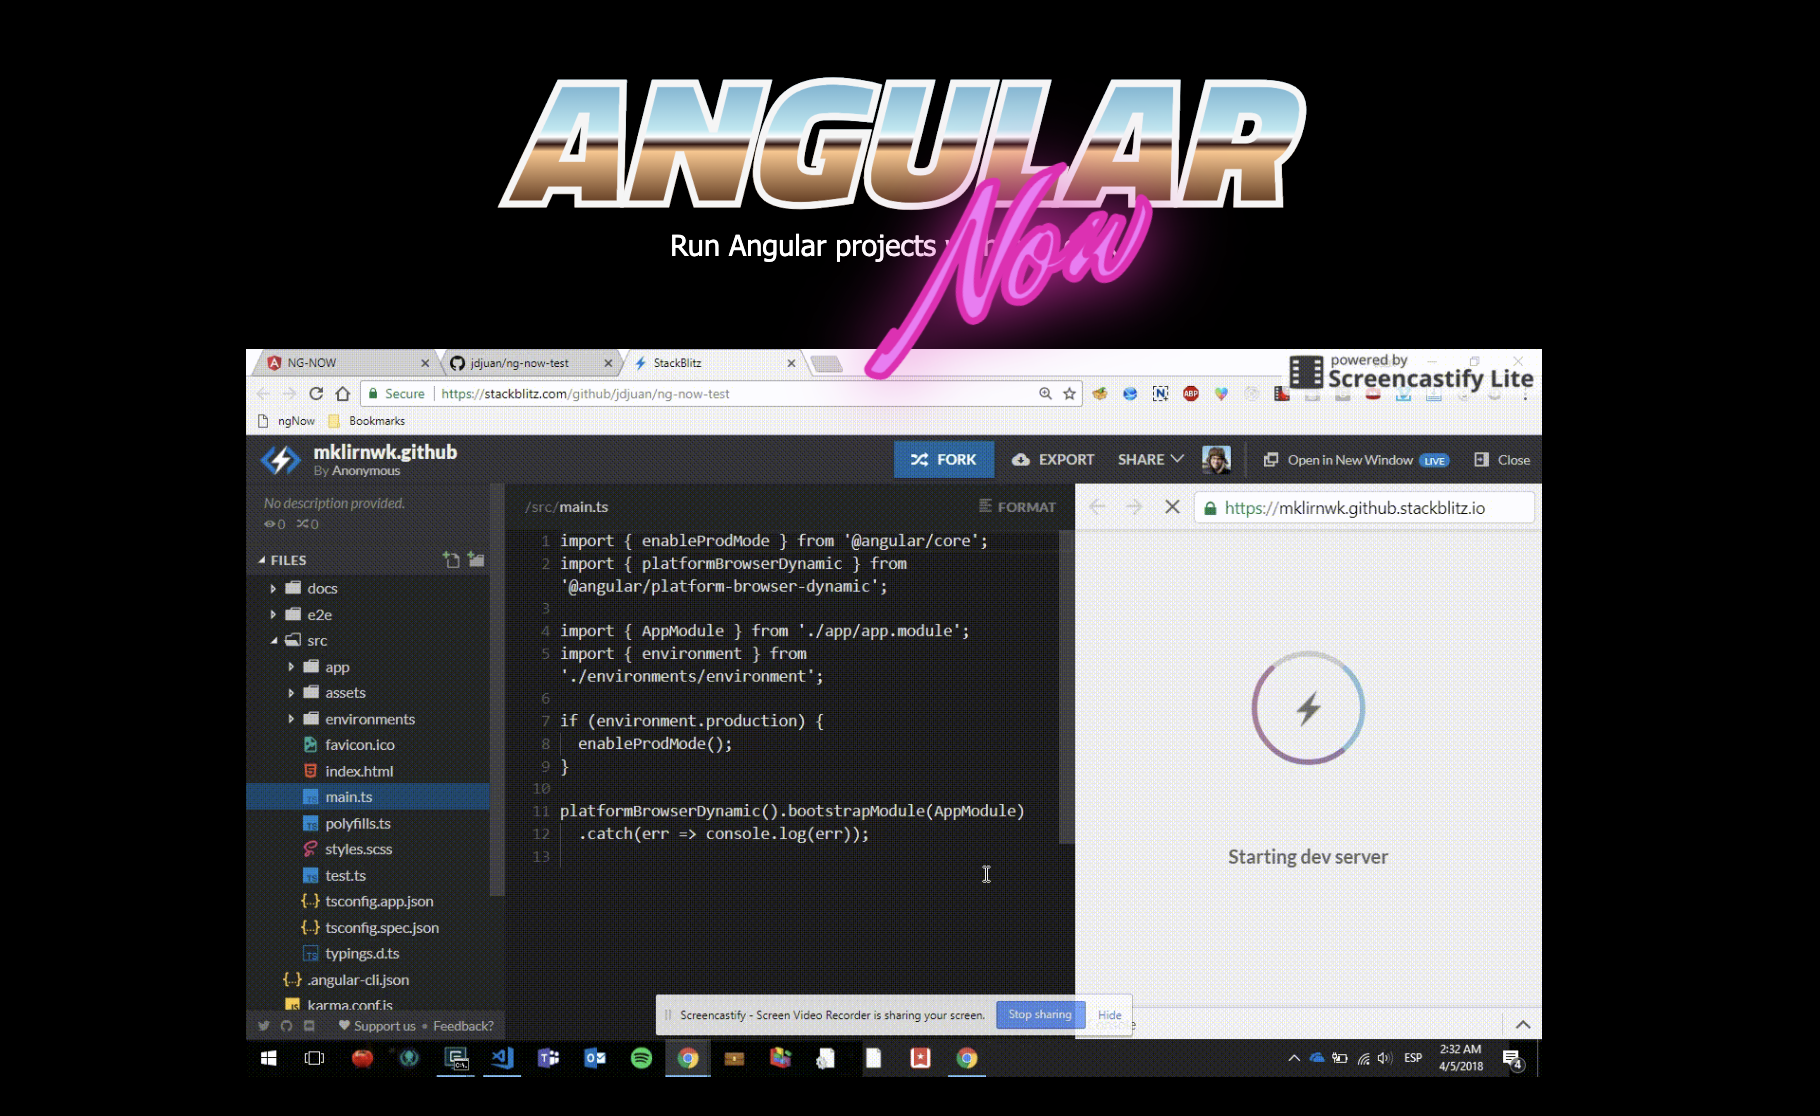 ANGULAR
Now
Run Angular projects
NG-NOW
jdjuan/ng-now-test
StackBlitz
powered by
Screencastify Lite
Secure
https://stackblitz.com/github/jdjuan/ng-now-test
ABP
ngNow
Bookmarks
mklirnwk.github
By Anonymous
FORK
EXPORT
SHARE
Open in New Window
LIVE
Close
No description provided.
0
0
FILES
docs
e2e
src
app
assets
environments
favicon.ico
index.html
main.ts
polyfills.ts
styles.scss
test.ts
tsconfig.app.json
tsconfig.spec.json
typings.d.ts
.angular-cli.json
karma.conf.js
Support us • Feedback?
/src/main.ts
FORMAT
1 import { enableProdMode } from '@angular/core';
2 import { platformBrowserDynamic } from
'@angular/platform-browser-dynamic';
3
4 import { AppModule } from './app/app.module';
5 import { environment } from
'./environments/environment';
6
7 if (environment.production) {
8 enableProdMode();
9 }
10
11 platformBrowserDynamic().bootstrapModule(AppModule)
12 .catch(err => console.log(err));
13
https://mklirnwk.github.stackblitz.io
Starting dev server
Screencastify - Screen Video Recorder is sharing your screen.
Stop sharing
Hide
ESP
2:32 AM
4/5/2018
4